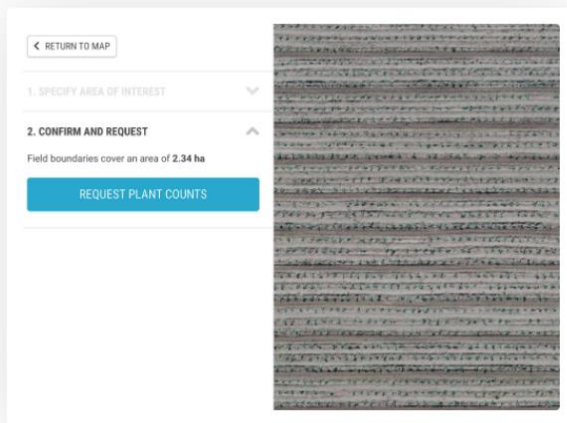 RETURN TO MAP
1. SPECIFY AREA OF INTEREST
2. CONFIRM AND REQUEST
Field boundaries cover an area of 2.34 ha
REQUEST PLANT COUNTS